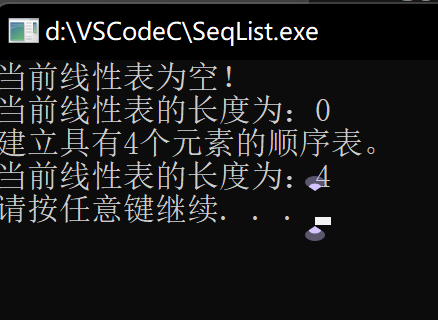 d:\VSCodeC\SeqList.exe
当前线性表为空！
当前线性表的长度为：0
建立具有4个元素的顺序表。
当前线性表的长度为：4
请按任意键继续. . .